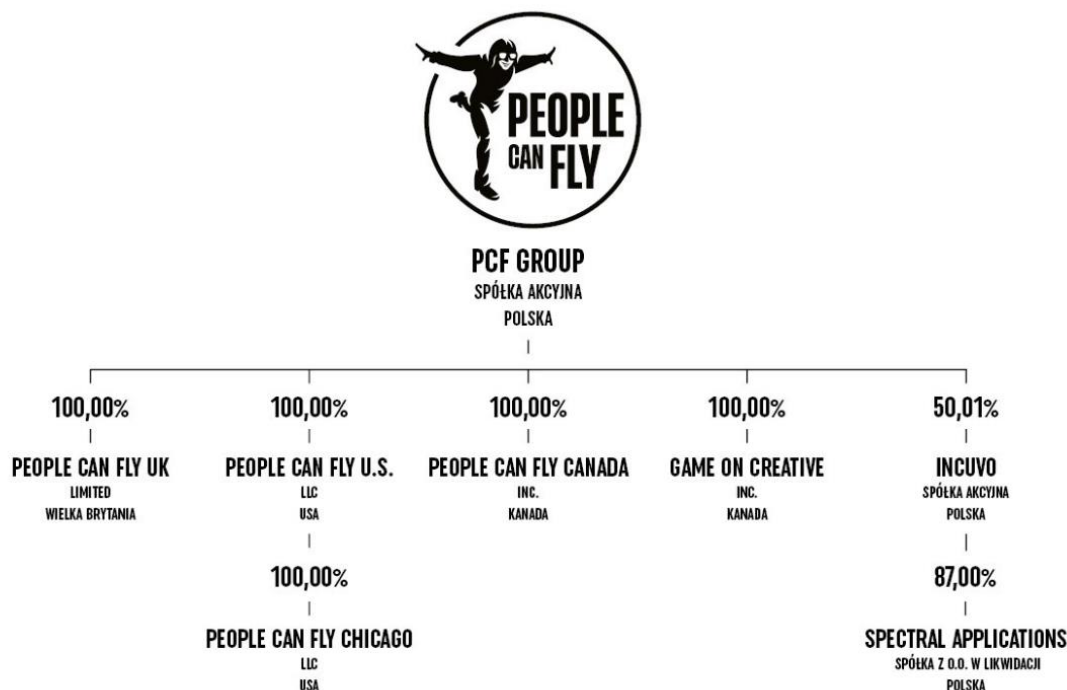 PEOPLE
CAN FLY
PCF GROUP
SPÓŁKA AKCYJNA
POLSKA
100,00%
100,00%
100,00%
100,00%
50,01%
PEOPLE CAN FLY UK
LIMITED
WIELKA BRYTANIA
PEOPLE CAN FLY U.S.
LLC
USA
PEOPLE CAN FLY CANADA
INC.
KANADA
GAME ON CREATIVE
INC.
KANADA
INCUVO
SPÓŁKA AKCYJNA
POLSKA
100,00%
87,00%
PEOPLE CAN FLY CHICAGO
LLC
USA
SPECTRAL APPLICATIONS
SPÓŁKA Z O.O. W LIKWIDACJI
POLSKA